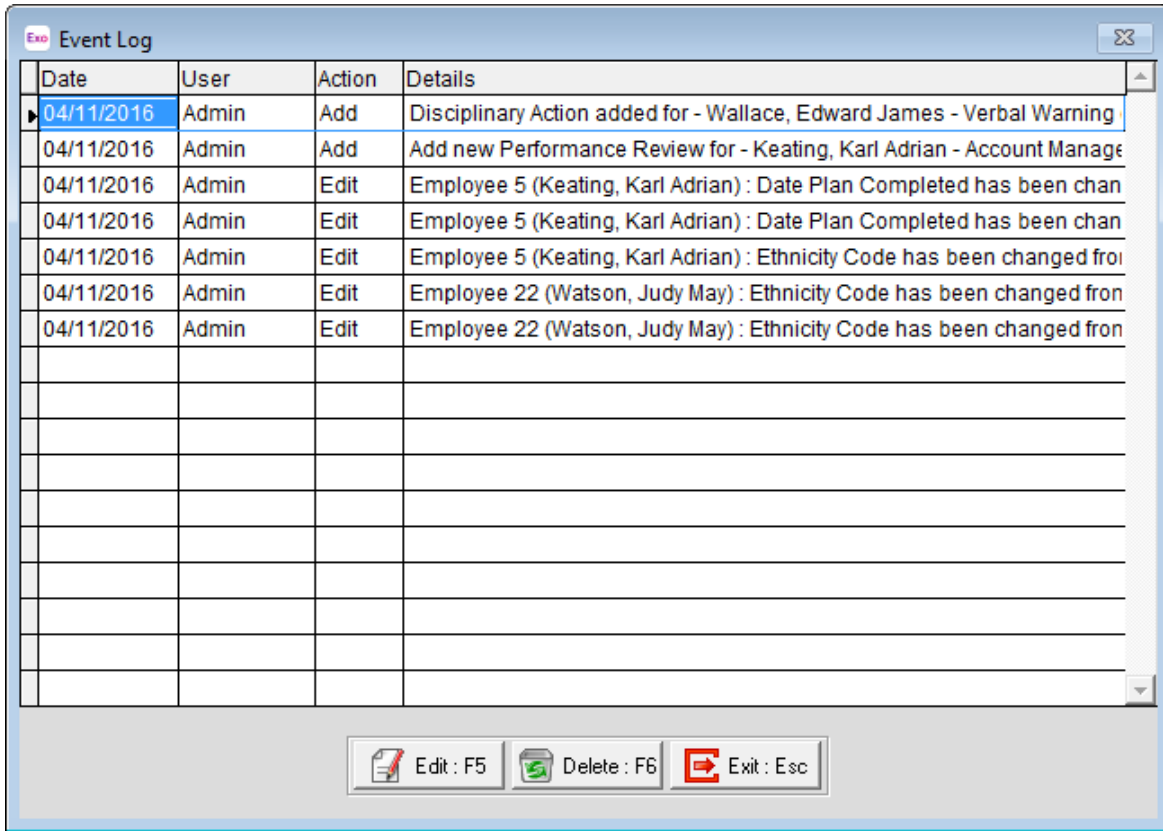 Exo Event Log
Date User Action Details
04/11/2016 Admin Add Disciplinary Action added for - Wallace, Edward James - Verbal Warning
04/11/2016 Admin Add Add new Performance Review for - Keating, Karl Adrian - Account Manage
04/11/2016 Admin Edit Employee 5 (Keating, Karl Adrian) : Date Plan Completed has been chan
04/11/2016 Admin Edit Employee 5 (Keating, Karl Adrian) : Date Plan Completed has been chan
04/11/2016 Admin Edit Employee 5 (Keating, Karl Adrian) : Ethnicity Code has been changed from
04/11/2016 Admin Edit Employee 22 (Watson, Judy May) : Ethnicity Code has been changed from
04/11/2016 Admin Edit Employee 22 (Watson, Judy May) : Ethnicity Code has been changed from
Edit : F5 Delete : F6 Exit : Esc